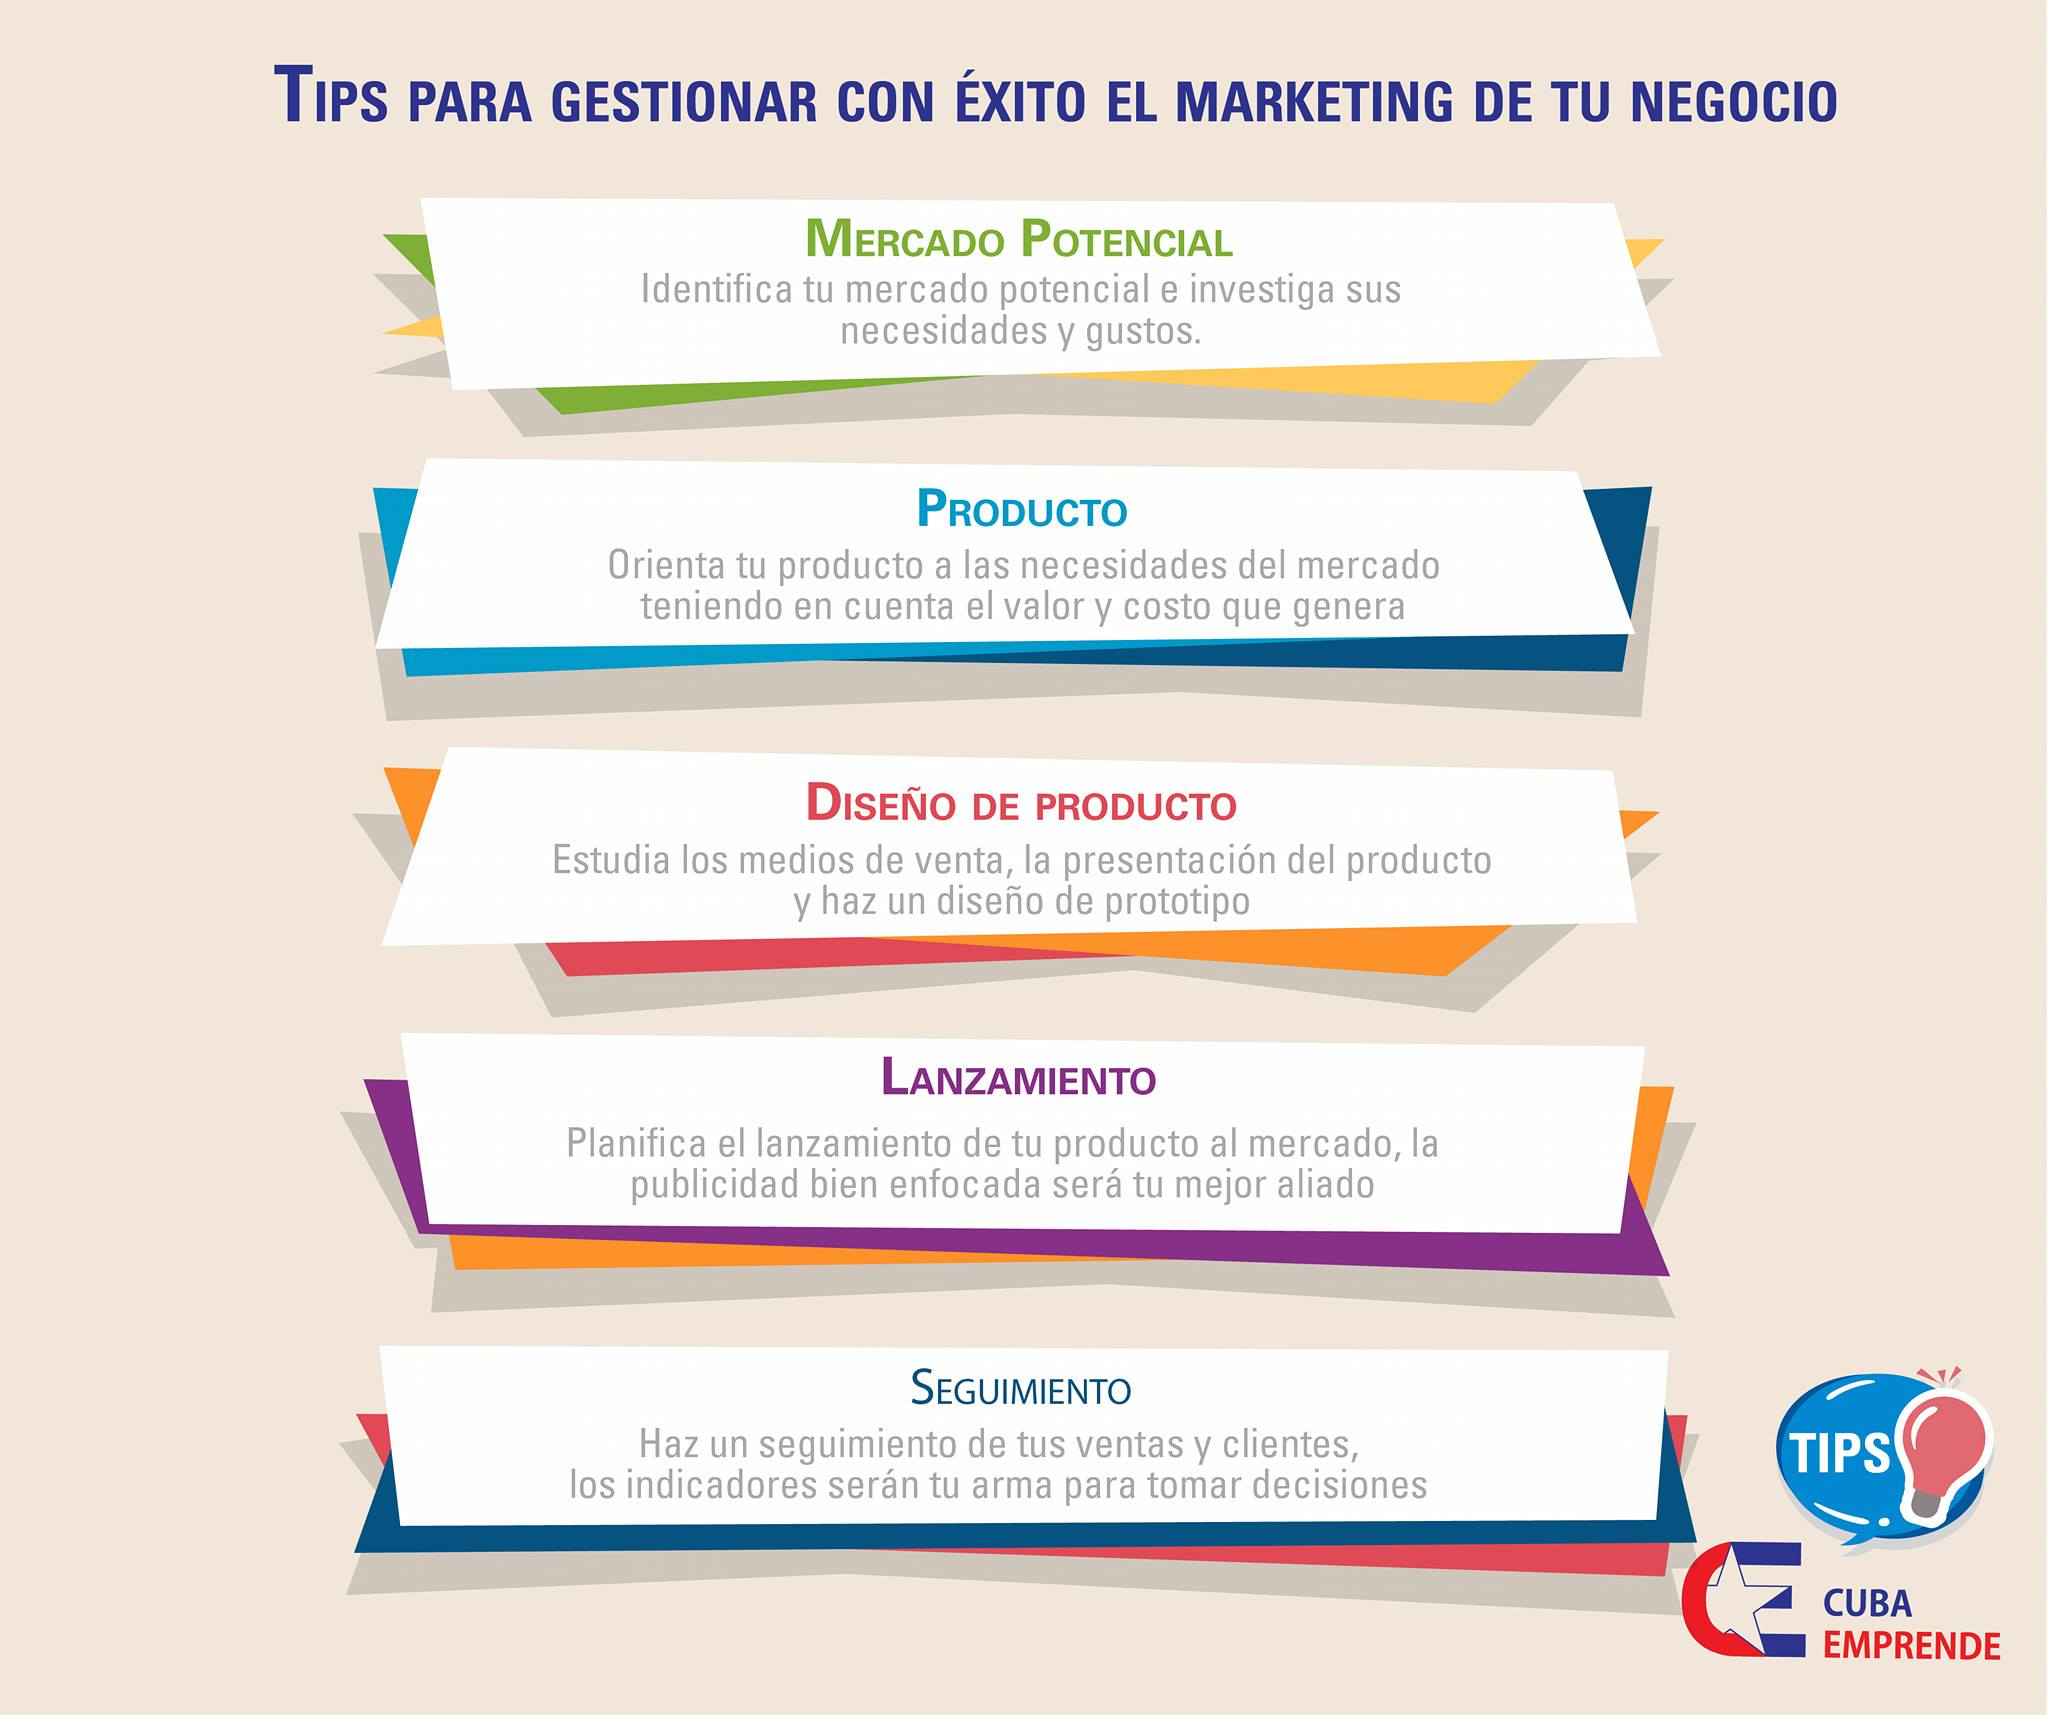 Tips para gestionar con éxito el marketing de tu negocio
Mercado Potencial
Identifica tu mercado potencial e investiga sus
necesidades y gustos.
Producto
Orienta tu producto a las necesidades del mercado
teniendo en cuenta el valor y costo que genera
Diseño de producto
Estudia los medios de venta, la presentación del producto
y haz un diseño de prototipo
Lanzamiento
Planifica el lanzamiento de tu producto al mercado, la
publicidad bien enfocada será tu mejor aliado
Seguimiento
Haz un seguimiento de tus ventas y clientes,
los indicadores serán tu arma para tomar decisiones
TIPS
CE
CUBA
EMPRENDE